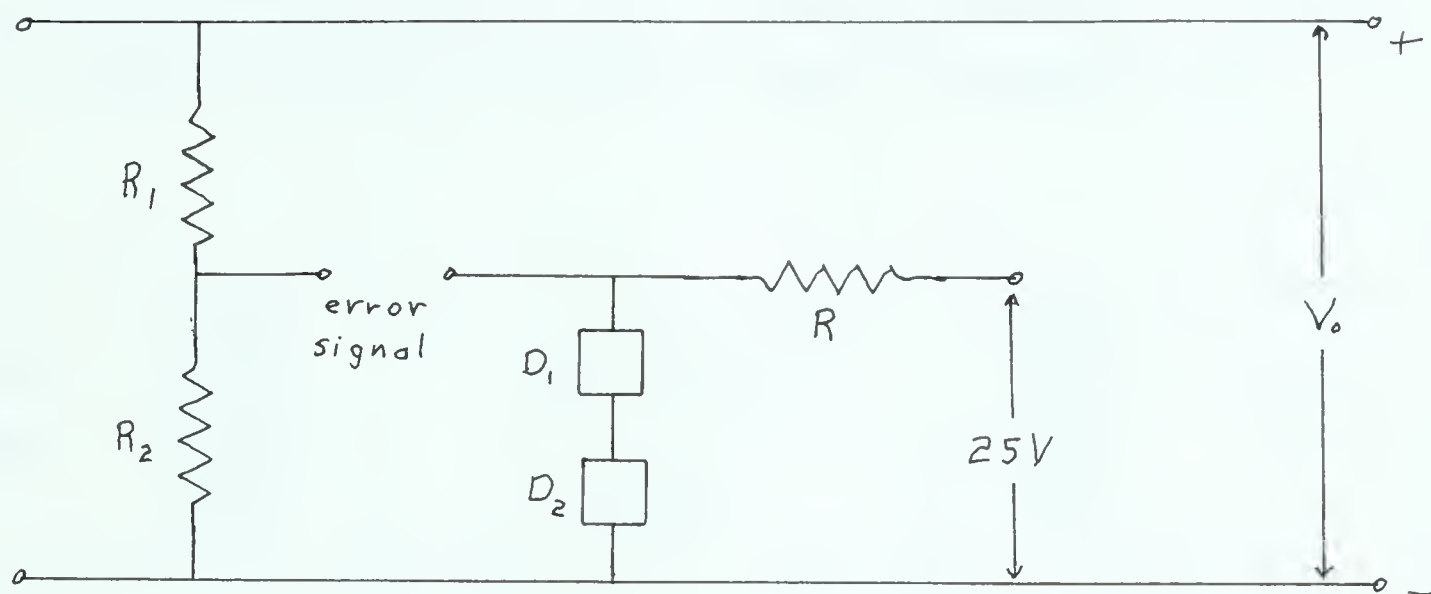 +
R₁
error
signal
R
D₁
V₀
R₂
25V
D₂
-